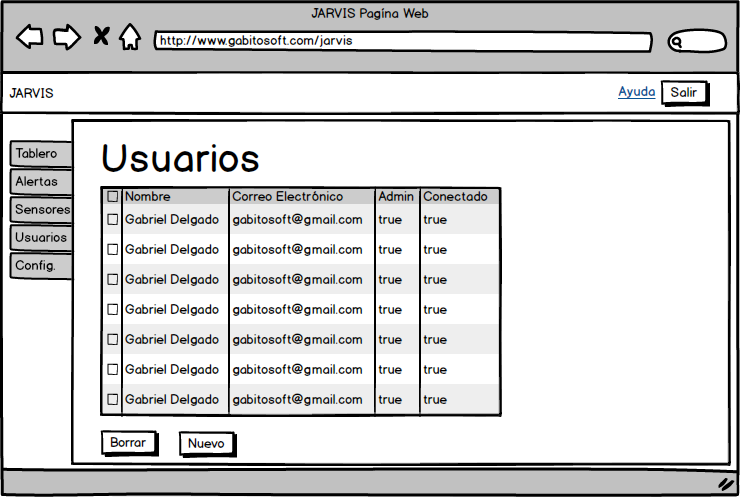 JARVIS Pagína Web
http://www.gabitosoft.com/jarvis
JARVIS
Ayuda Salir
Tablero
Alertas
Sensores
Usuarios
Config.
Usuarios
Nombre Correo Electrónico Admin Conectado
Gabriel Delgado gabitosoft@gmail.com true true
Gabriel Delgado gabitosoft@gmail.com true true
Gabriel Delgado gabitosoft@gmail.com true true
Gabriel Delgado gabitosoft@gmail.com true true
Gabriel Delgado gabitosoft@gmail.com true true
Gabriel Delgado gabitosoft@gmail.com true true
Gabriel Delgado gabitosoft@gmail.com true true
Borrar Nuevo